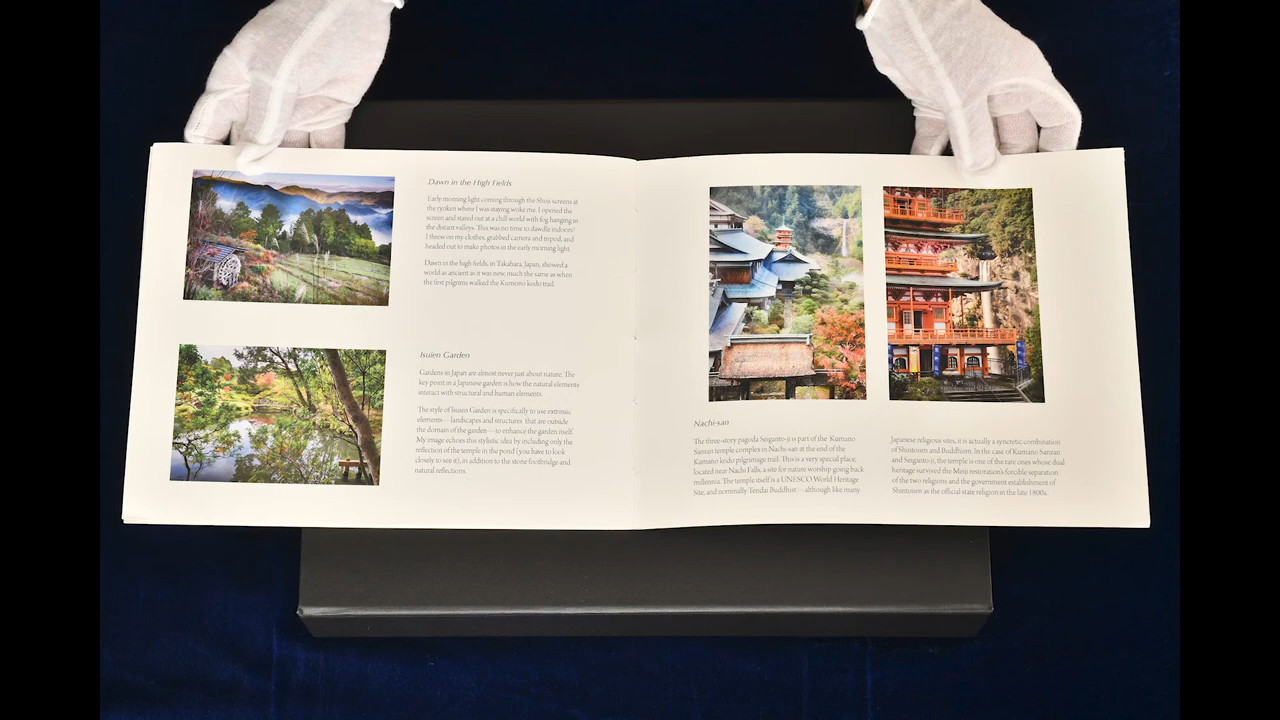 Dawn in the High Fields
Early morning light coming through the Shoji screens at
the ryoken where I was staying woke me. I opened the
screen and stared out at a chill world with fog hanging in
the distant valleys. This was no time to dawdle indoors!
I threw on my clothes, grabbed camera and tripod, and
headed out to make photos in the early morning light.
Dawn in the high fields, in Takahara, Japan, showed a
world as ancient as it was new, much the same as when
the first pilgrims walked the Kumono kodo trail.
Isuien Garden
Gardens in Japan are almost never just about nature. The
key point in a Japanese garden is how the natural elements
interact with structural and human elements.
The style of Isuien Garden is specifically to use extrinsic
elements—landscapes and structures that are outside
the domain of the garden—to enhance the garden itself.
My image echoes this stylistic idea by including only the
reflection of the temple in the pond (you have to look
closely to see it), in addition to the stone footbridge and
natural reflections.
Nachi-san
The three-story pagoda Seiganto-ji is part of the Kumano
Sanzan temple complex in Nachi-san at the end of the
Kumano kodo pilgrimage trail. This is a very special place,
located near Nachi Falls, a site for nature worship going back
millennia. The temple itself is a UNESCO World Heritage
Site, and nominally Tendai Buddhist—although like many
Japanese religious sites, it is actually a syncretic combination
of Shintoism and Buddhism. In the case of Kumano Sanzan
and Seiganto-ji, the temple is one of the rare ones whose dual
heritage survived the Meiji restoration's forcible separation
of the two religions and the government establishment of
Shintoism as the official state religion in the late 1800s.